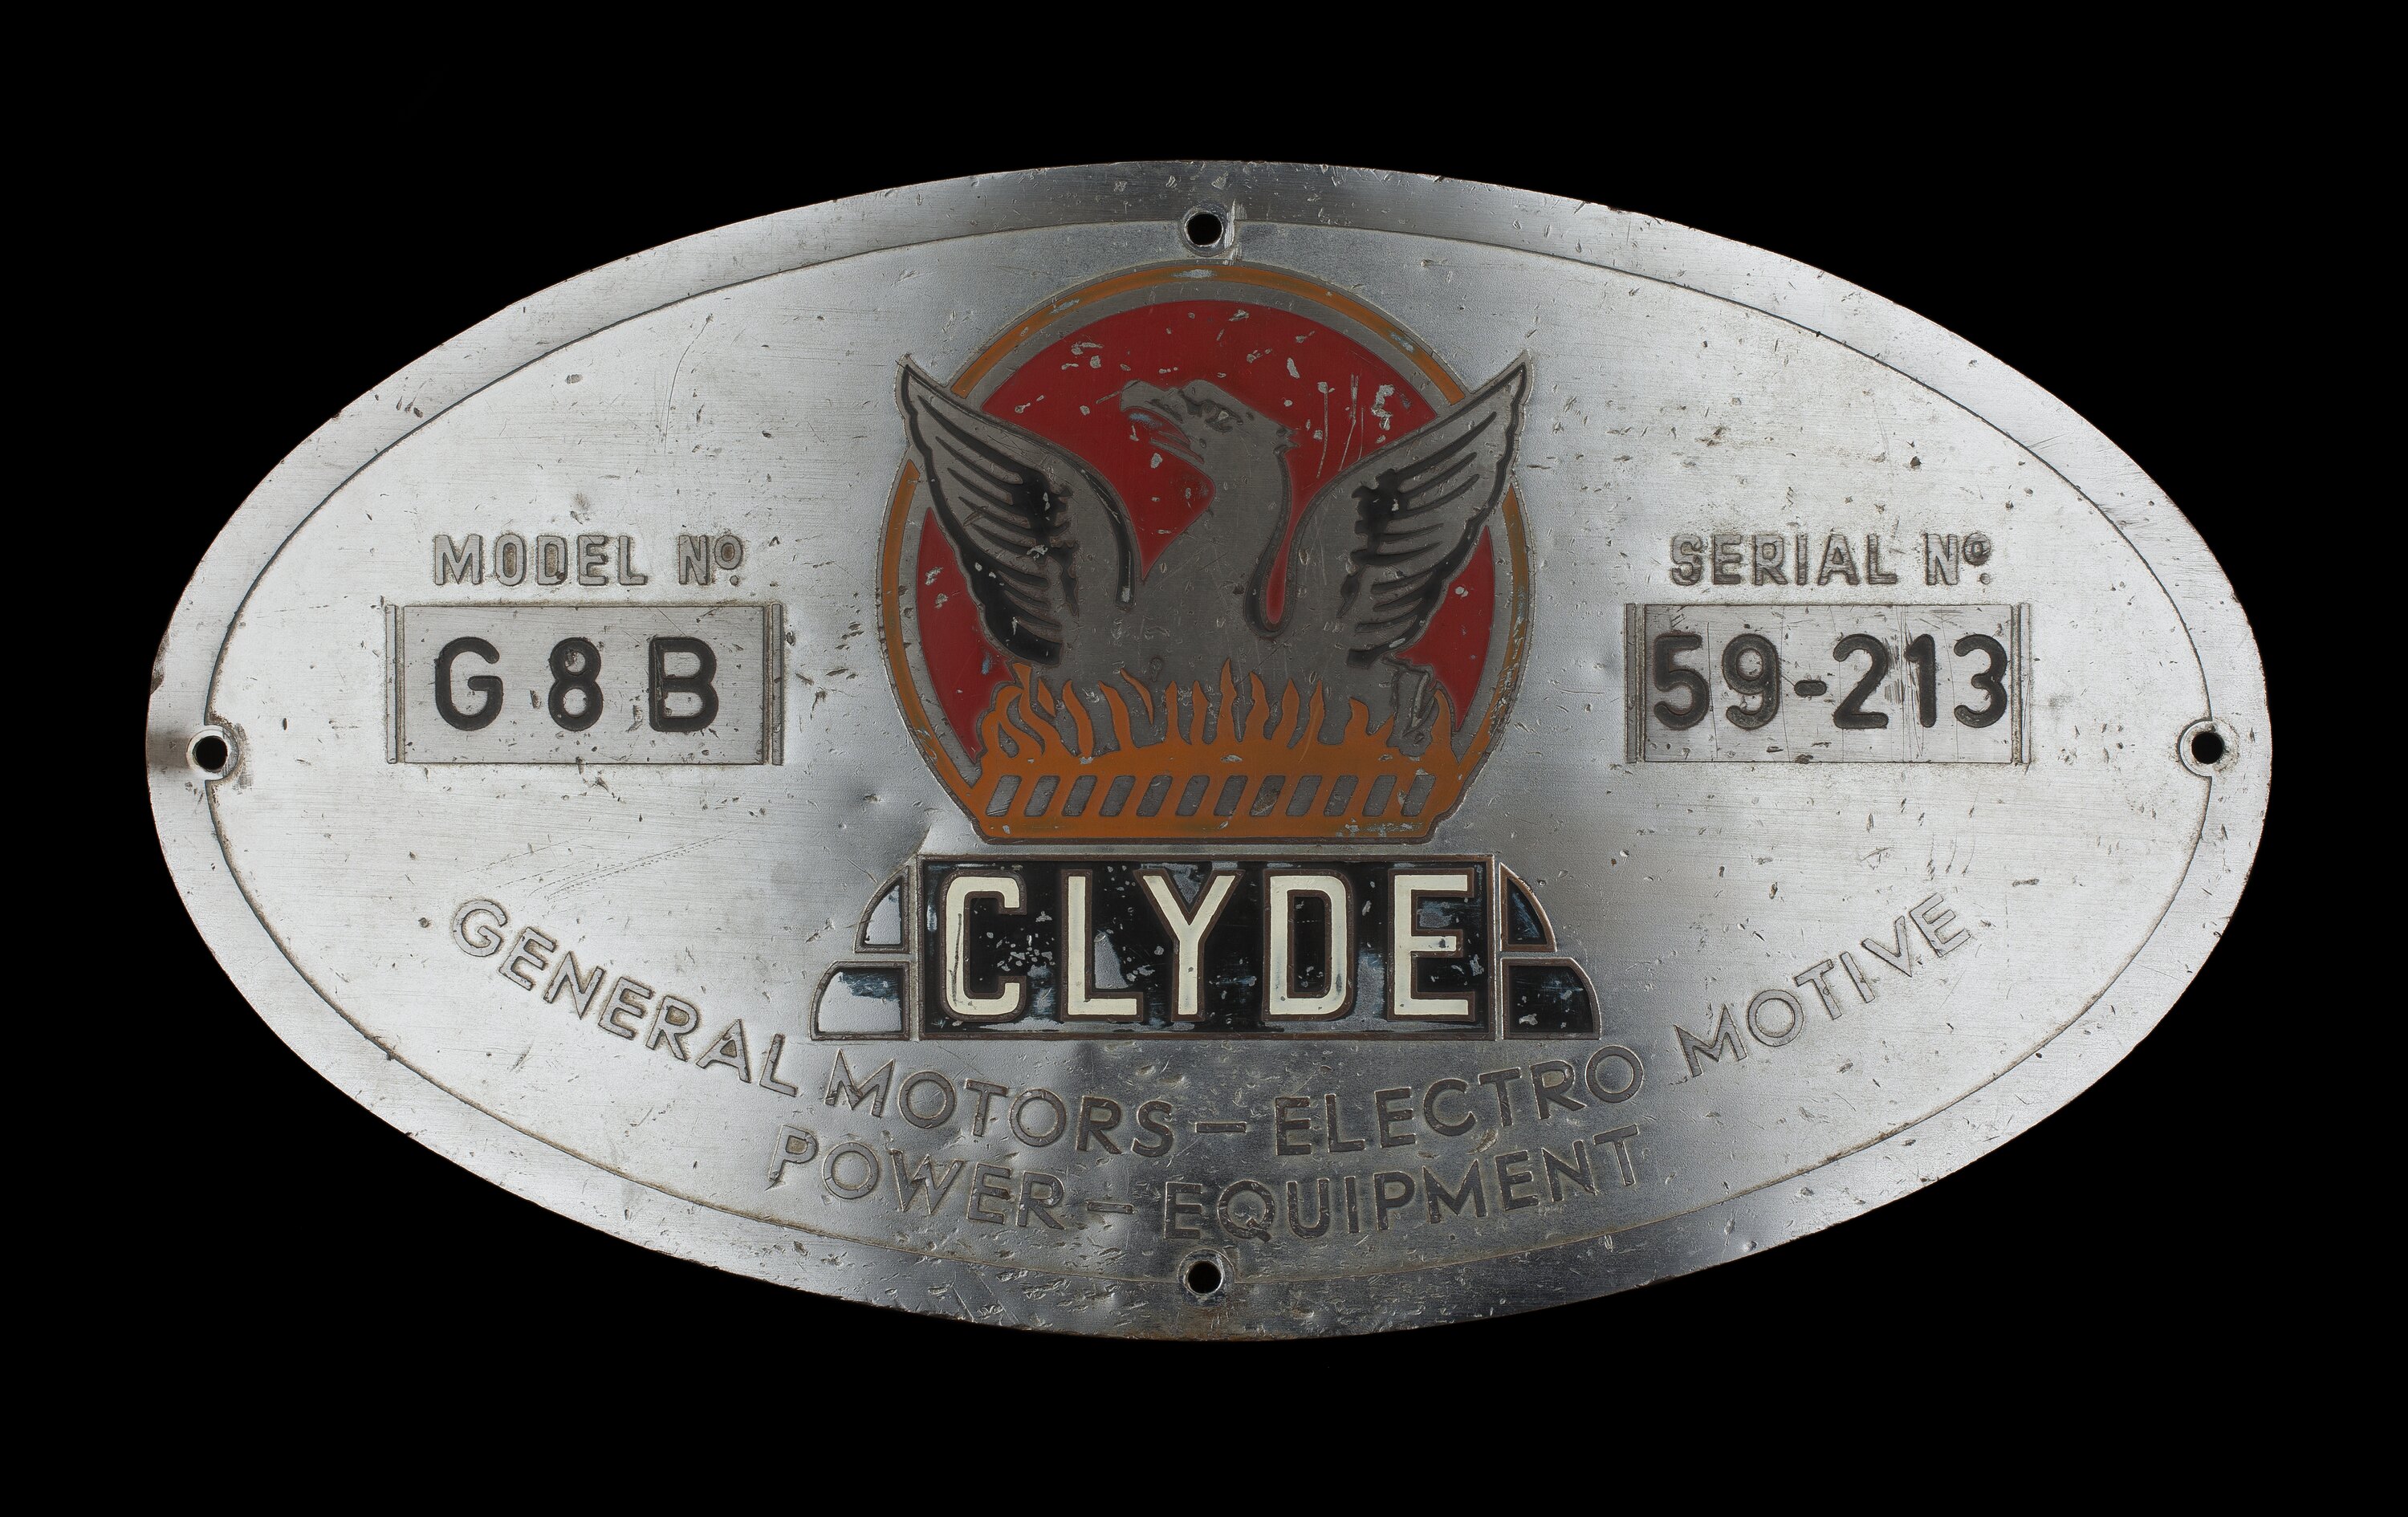 MODEL Nº.
G8B
SERIAL Nº.
59-213
CLYDE
GENERAL MOTORS — ELECTRO MOTIVE
POWER — EQUIPMENT